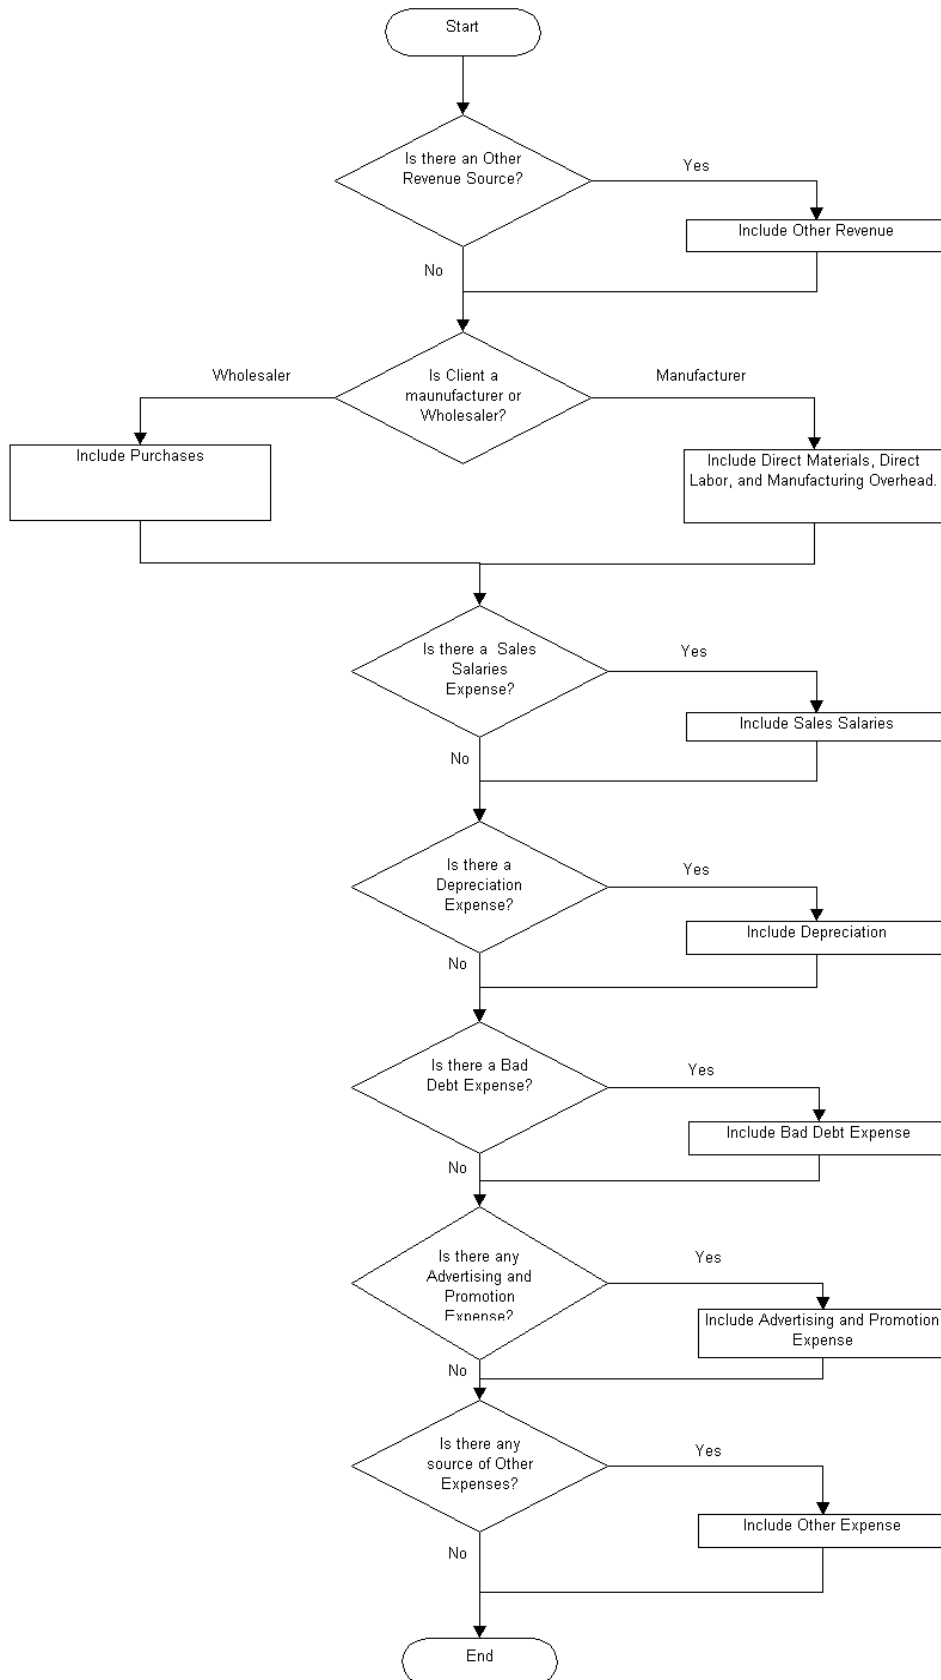 Start
Is there an Other
Revenue Source?
Yes
Include Other Revenue
No
Wholesaler
Is Client a
maunufacturer or
Wholesaler?
Manufacturer
Include Purchases
Include Direct Materials, Direct
Labor, and Manufacturing Overhead.
Is there a Sales
Salaries
Expense?
Yes
Include Sales Salaries
No
Is there a
Depreciation
Expense?
Yes
Include Depreciation
No
Is there a Bad
Debt Expense?
Yes
Include Bad Debt Expense
No
Is there any
Advertising and
Promotion
Expense?
Yes
Include Advertising and Promotion
Expense
No
Is there any
source of Other
Expenses?
Yes
Include Other Expense
No
End